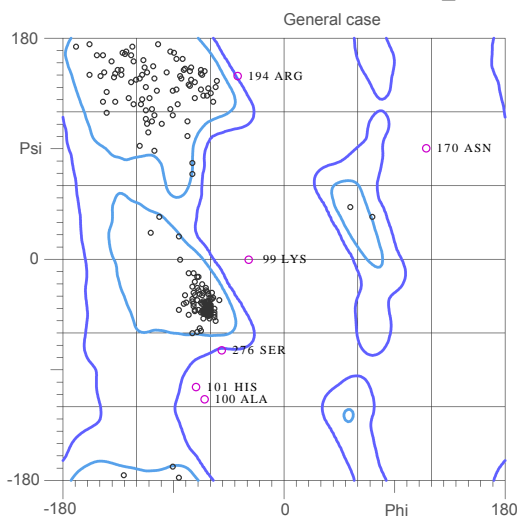 General case
180
194 ARG
Psi
170 ASN
0
99 LYS
276 SER
101 HIS
100 ALA
-180
-180
0
Phi
180